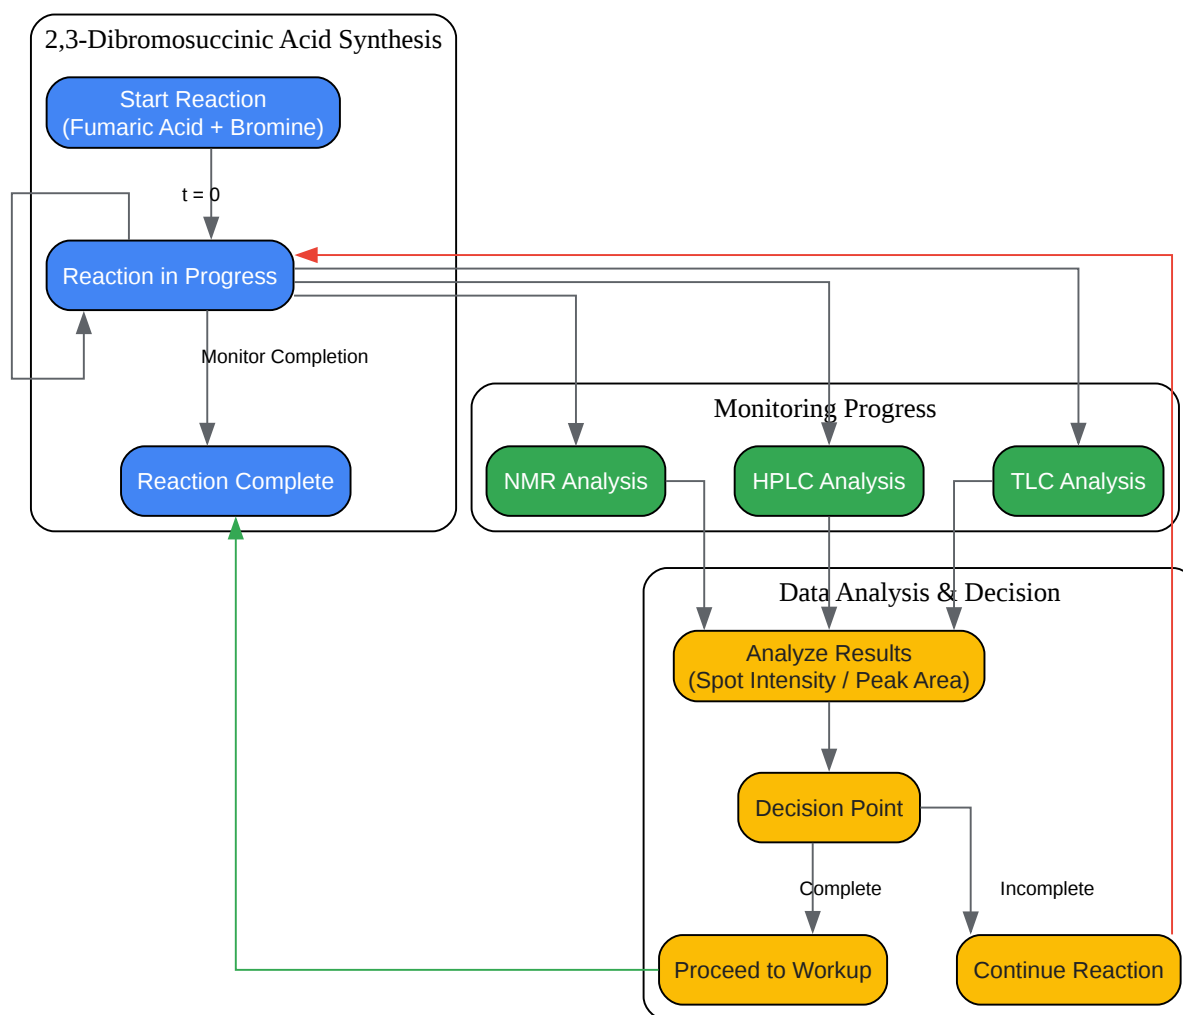 2,3-Dibromosuccinic Acid Synthesis
Start Reaction
(Fumaric Acid + Bromine)
t = 0
Reaction in Progress
Monitor Completion
Reaction Complete
Monitoring Progress
NMR Analysis
HPLC Analysis
TLC Analysis
Data Analysis & Decision
Analyze Results
(Spot Intensity / Peak Area)
Decision Point
Complete
Incomplete
Proceed to Workup
Continue Reaction